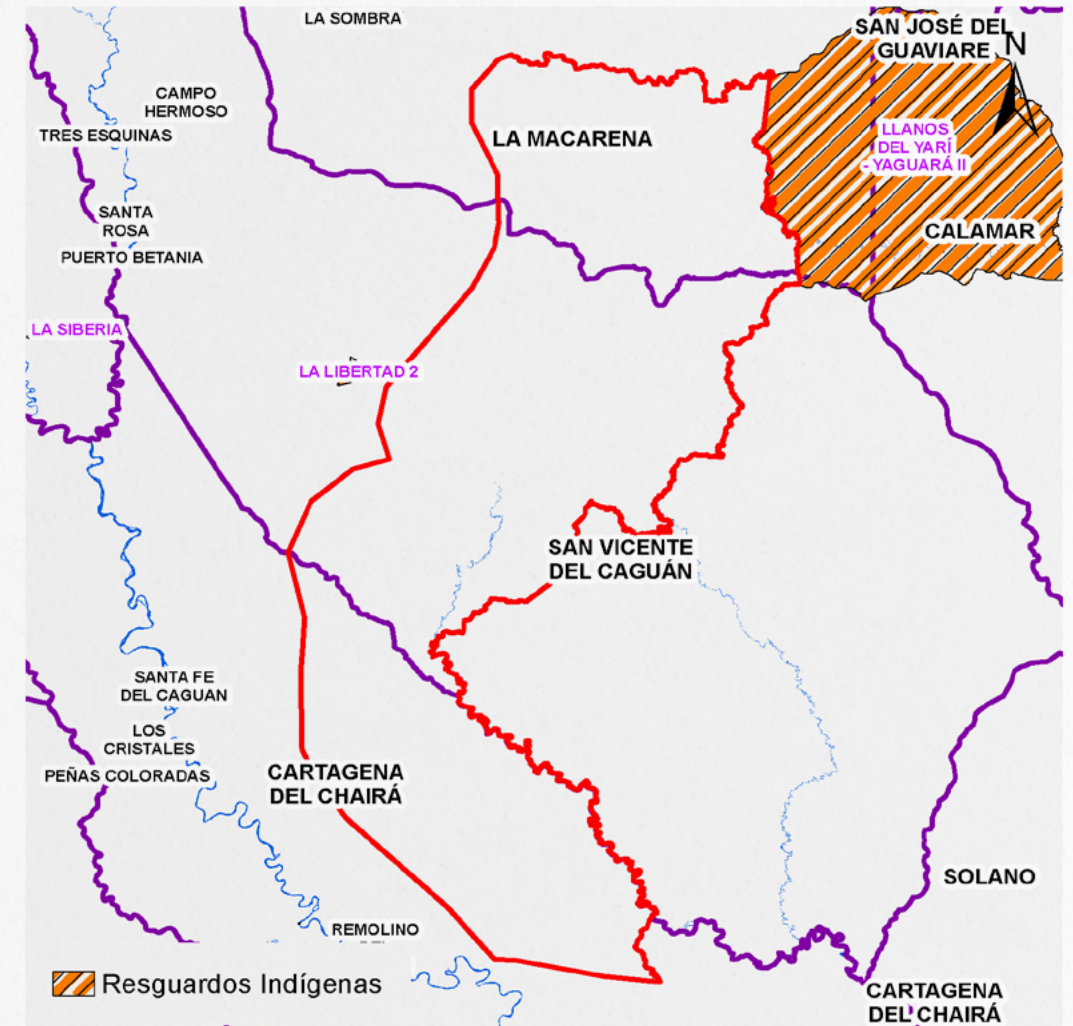 LA SOMBRA
SAN JOSÉ DEL
GUAVIARE
N
CAMPO
HERMOSO
TRES ESQUINAS
LA MACARENA
LLANOS
DEL YARÍ
- YAGUARÁ II
SANTA
ROSA
CALAMAR
PUERTO BETANIA
LA SIBERIA
LA LIBERTAD 2
SAN VICENTE
DEL CAGUÁN
SANTA FE
DEL CAGUAN
LOS
CRISTALES
PEÑAS COLORADAS
CARTAGENA
DEL CHAIRÁ
SOLANO
REMOLINO
Resguardos Indígenas
CARTAGENA
DEL CHAIRÁ